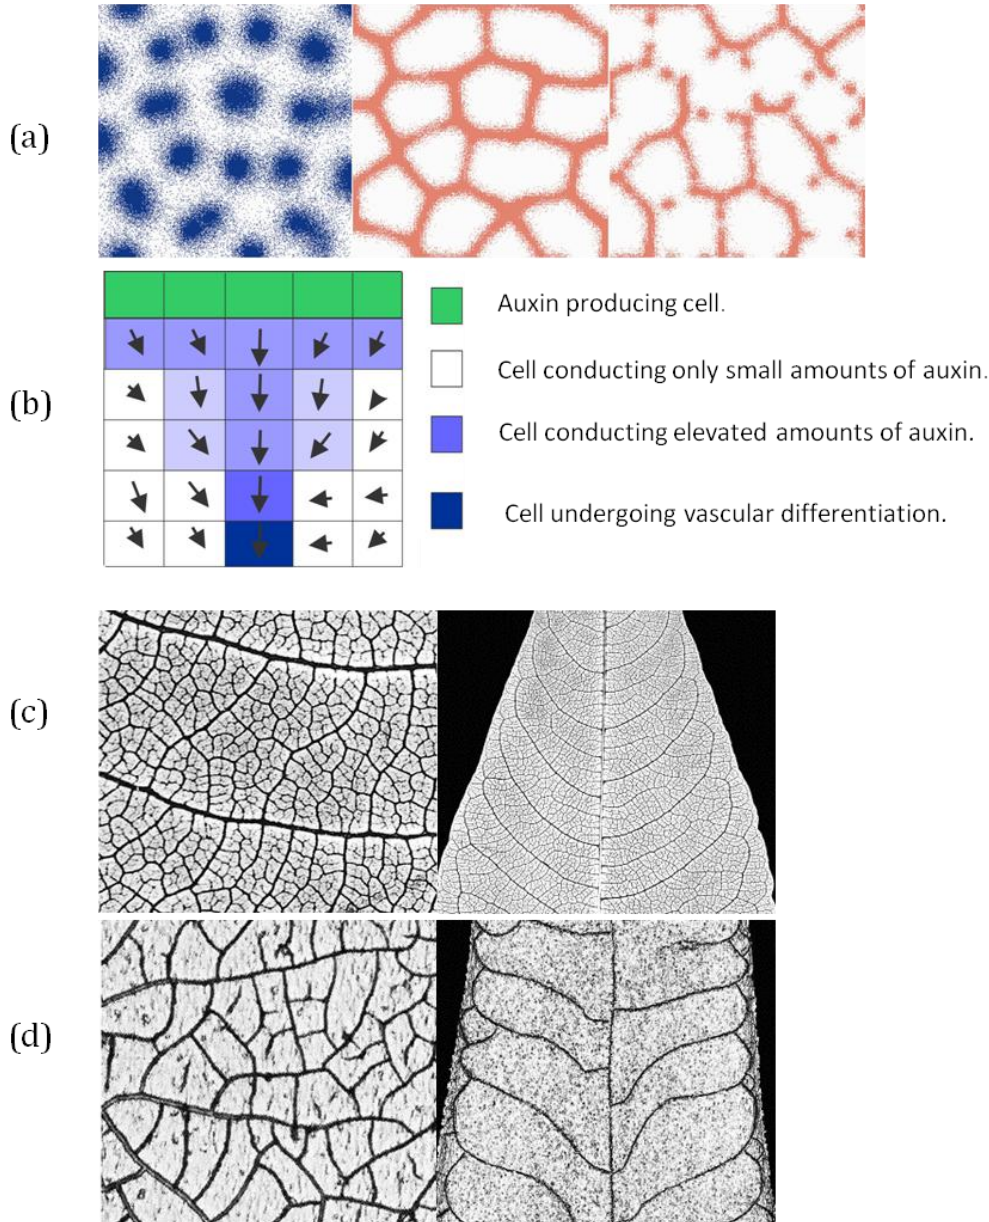 (a)
(b)
Auxin producing cell.
Cell conducting only small amounts of auxin.
Cell conducting elevated amounts of auxin.
Cell undergoing vascular differentiation.
(c)
(d)